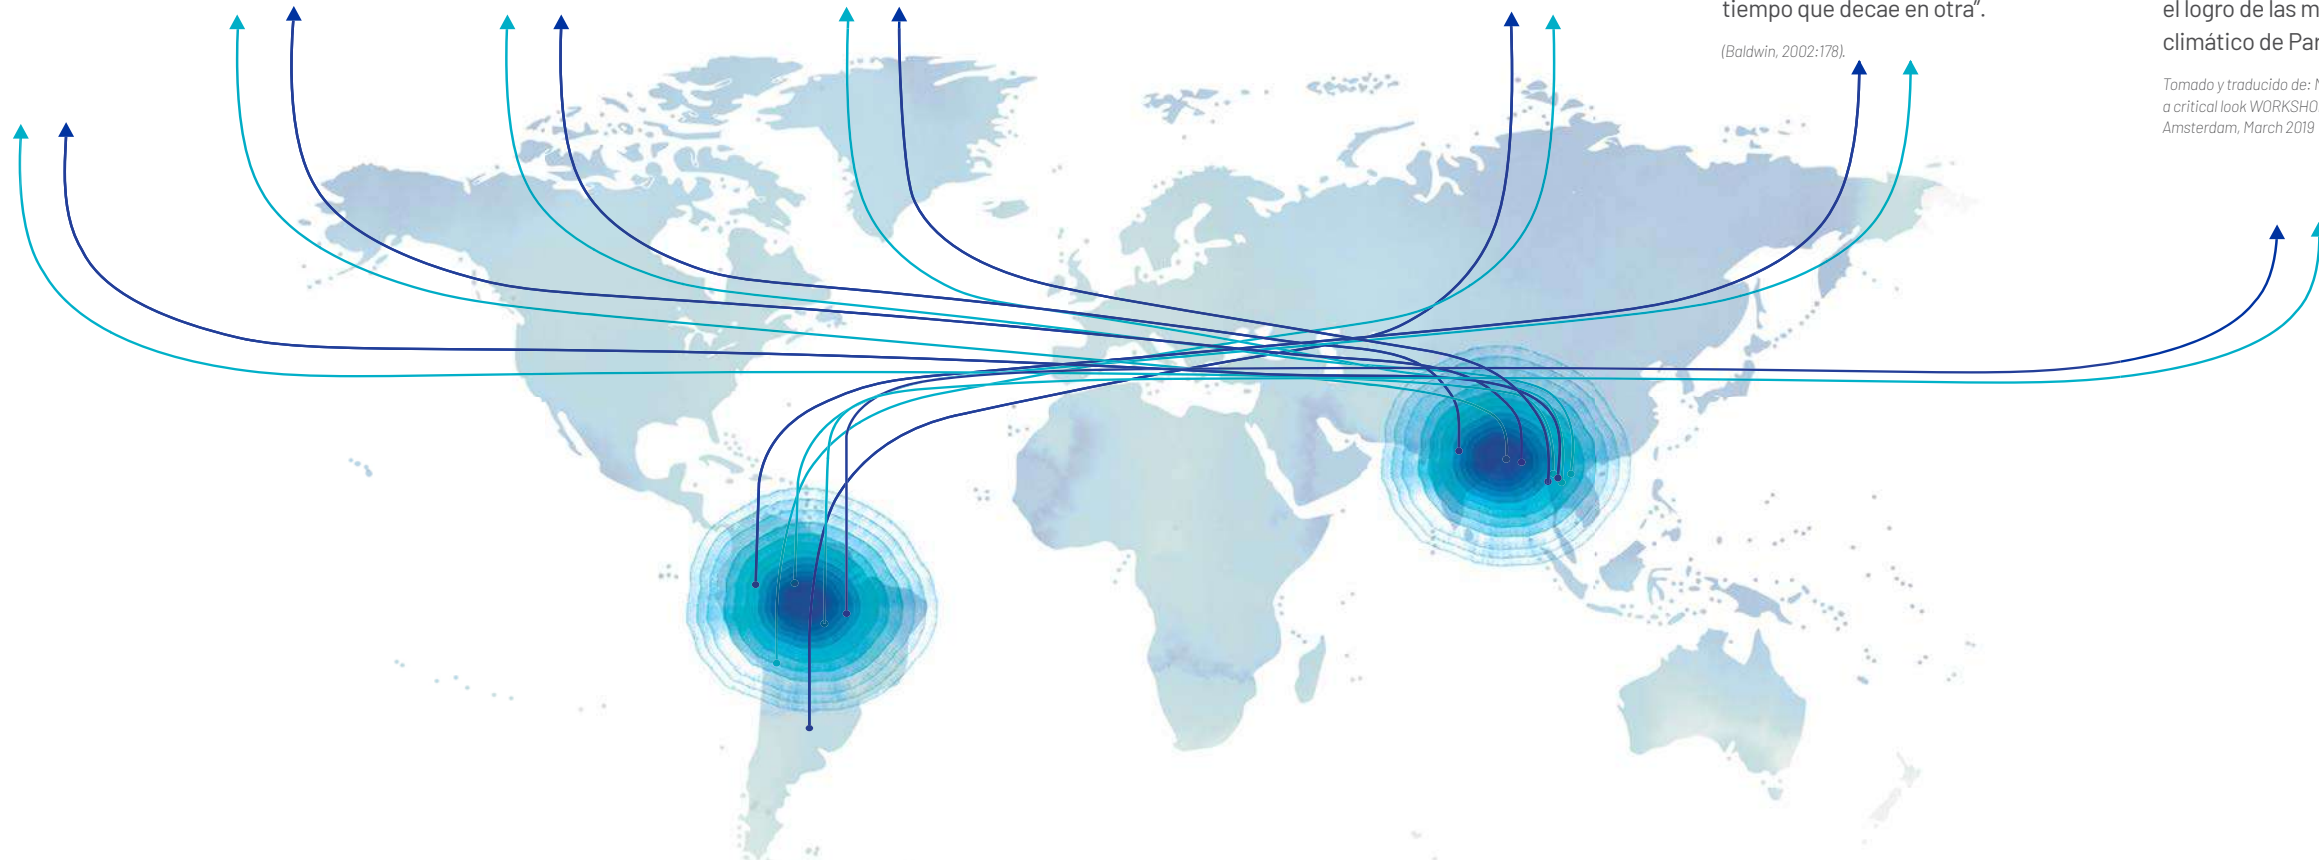 tiempo que decae en otra”.
(Baldwin, 2002:178).
el logro de las m
climático de Par
Tomado y traducido de: N
a critical look WORKSHO
Amsterdam, March 2019